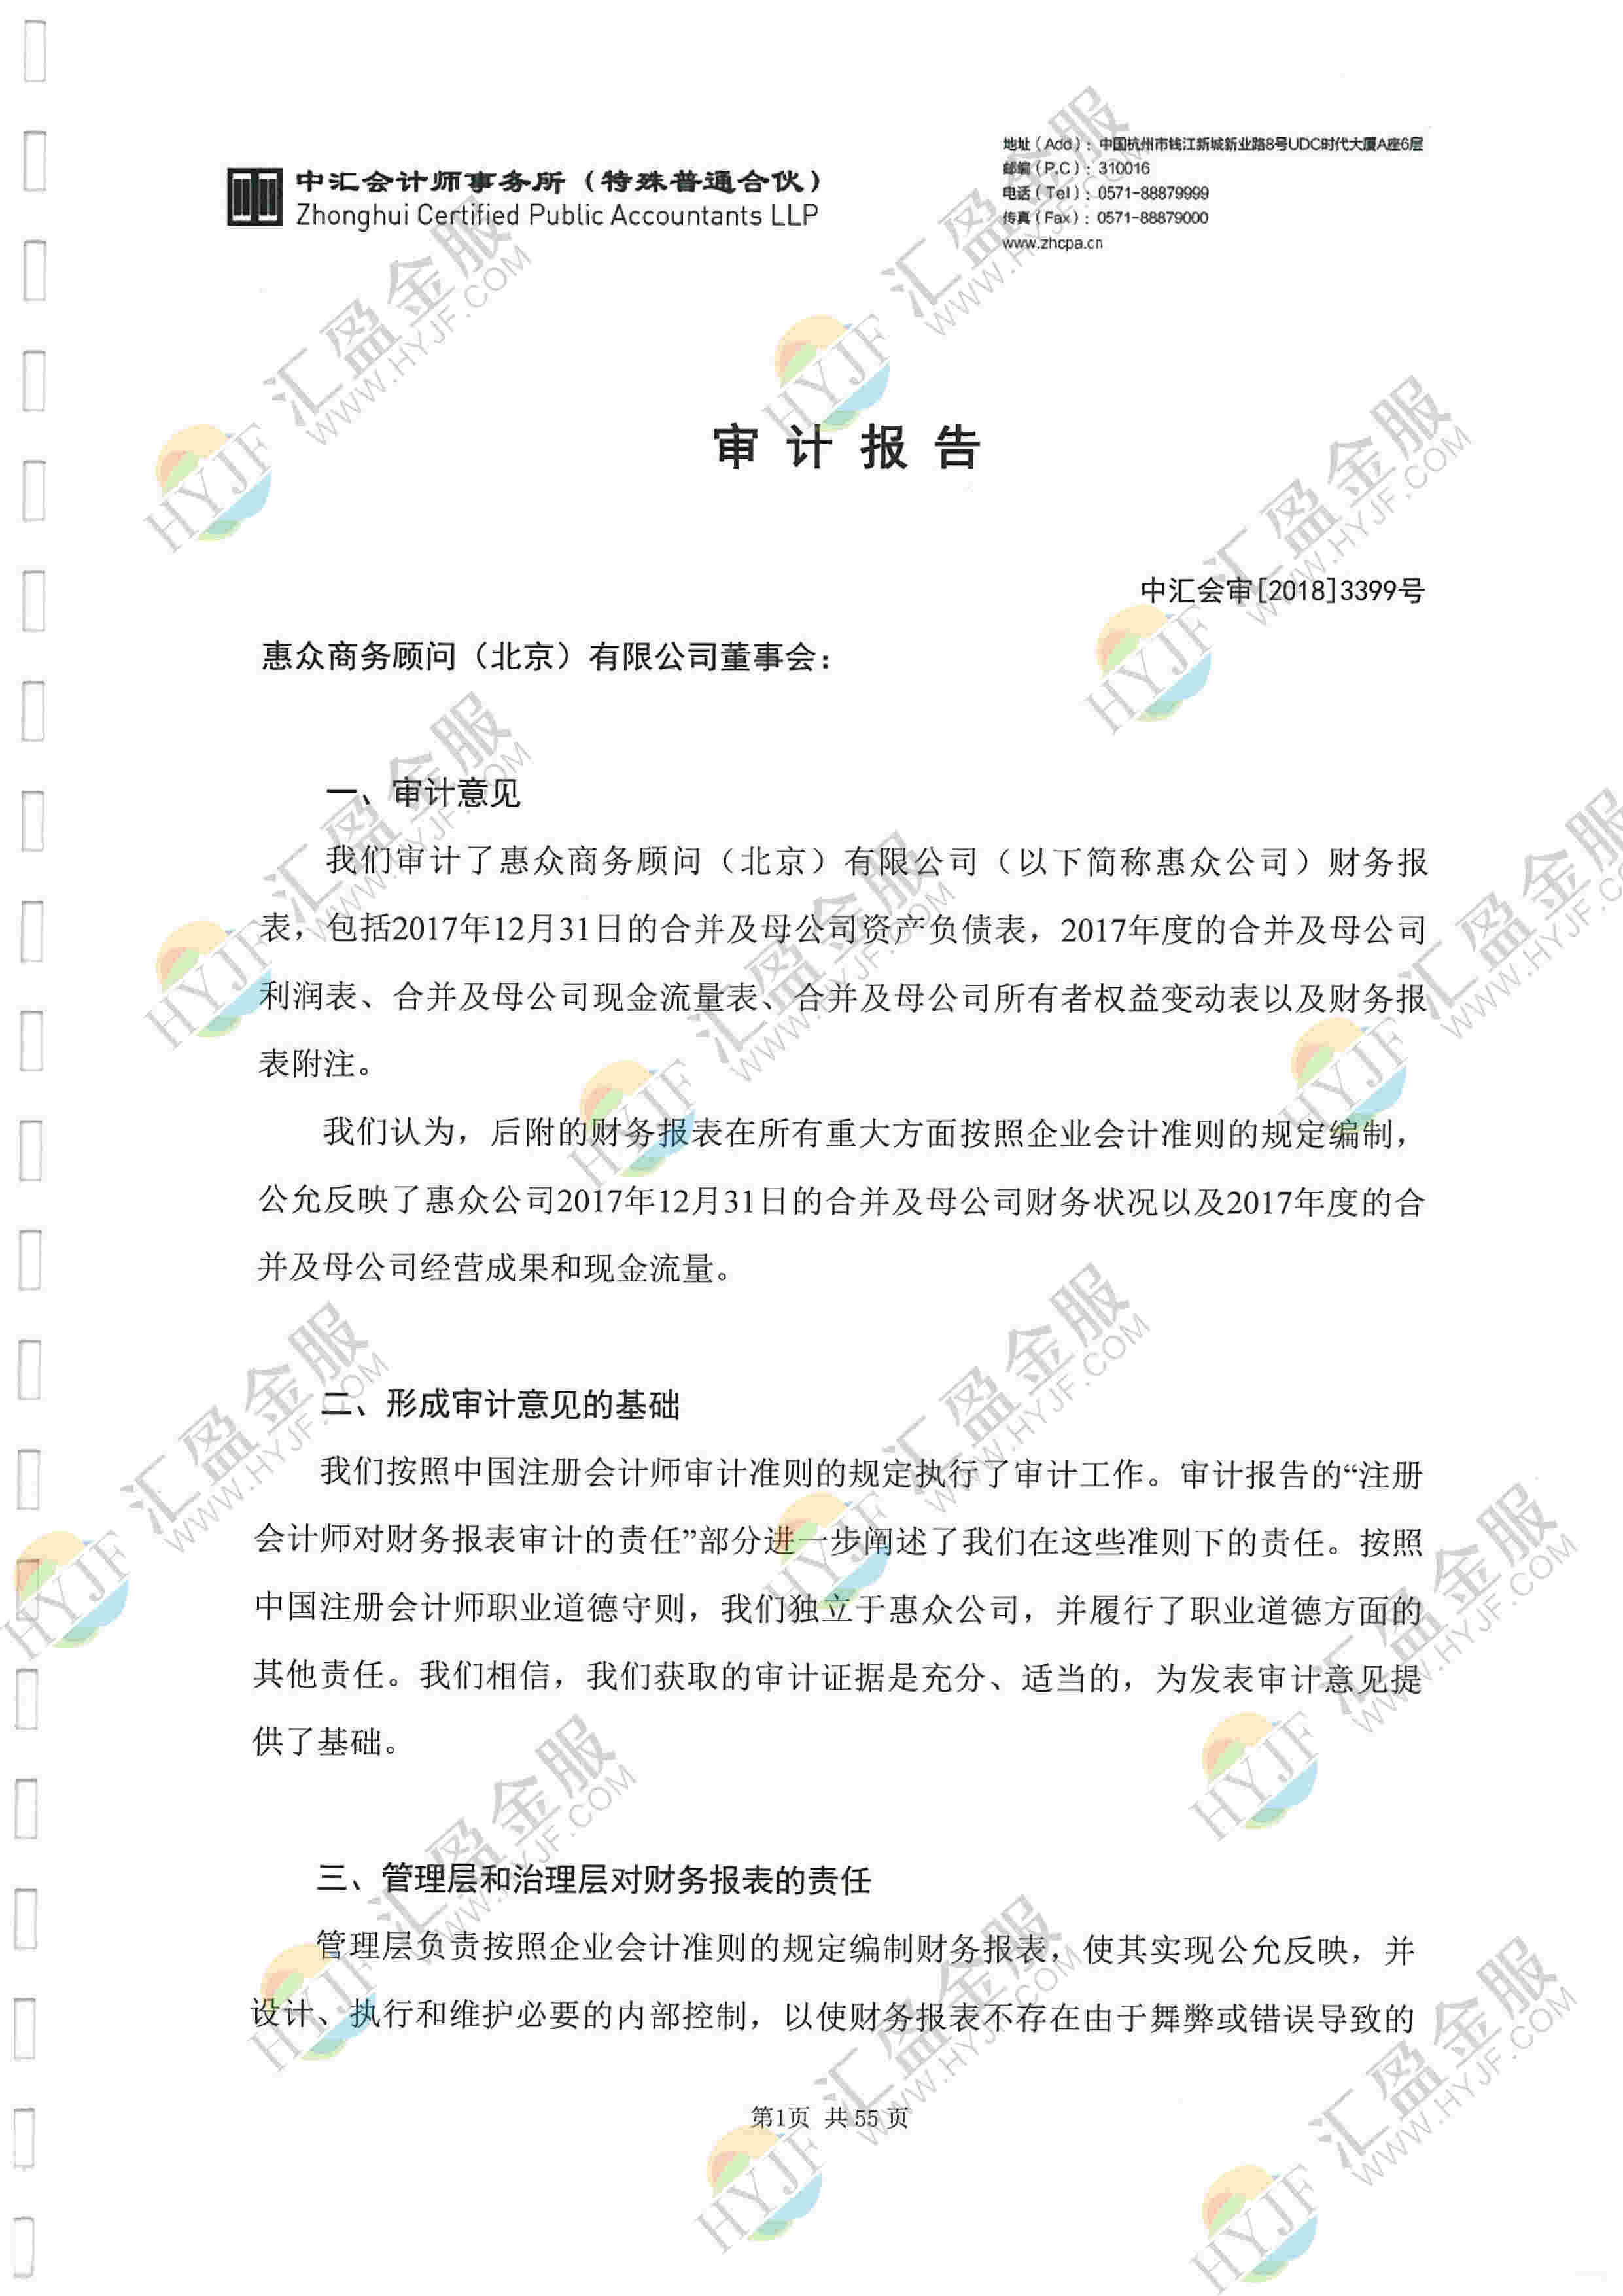 中汇会计师事务所（特殊普通合伙）
Zhonghui Certified Public Accountants LLP
地址（Add）：中国杭州市钱江新城新业路8号UDC时代大厦A座6层
邮编（P.C）：310016
电话（Tel）：0571-88879999
传真（Fax）：0571-88879000
www.zhcpa.cn
审计报告
中汇会审[2018]3399号
惠众商务顾问（北京）有限公司董事会：
一、审计意见
我们审计了惠众商务顾问（北京）有限公司（以下简称惠众公司）财务报
表，包括2017年12月31日的合并及母公司资产负债表，2017年度的合并及母公司
利润表、合并及母公司现金流量表、合并及母公司所有者权益变动表以及财务报
表附注。
我们认为，后附的财务报表在所有重大方面按照企业会计准则的规定编制，
公允反映了惠众公司2017年12月31日的合并及母公司财务状况以及2017年度的合
并及母公司经营成果和现金流量。
二、形成审计意见的基础
我们按照中国注册会计师审计准则的规定执行了审计工作。审计报告的“注册
会计师对财务报表审计的责任”部分进一步阐述了我们在这些准则下的责任。按照
中国注册会计师职业道德守则，我们独立于惠众公司，并履行了职业道德方面的
其他责任。我们相信，我们获取的审计证据是充分、适当的，为发表审计意见提
供了基础。
三、管理层和治理层对财务报表的责任
管理层负责按照企业会计准则的规定编制财务报表，使其实现公允反映，并
设计、执行和维护必要的内部控制，以使财务报表不存在由于舞弊或错误导致的
第1页 共 55 页
HYJF 汇盈金服
WWW.HYJF.COM